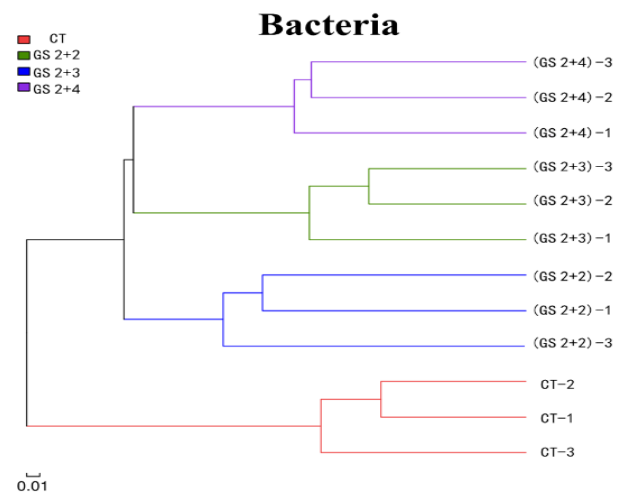 Bacteria
CT
GS 2+2
GS 2+3
GS 2+4
(GS 2+4)-3
(GS 2+4)-2
(GS 2+4)-1
(GS 2+3)-3
(GS 2+3)-2
(GS 2+3)-1
(GS 2+2)-2
(GS 2+2)-1
(GS 2+2)-3
CT-2
CT-1
CT-3
0.01